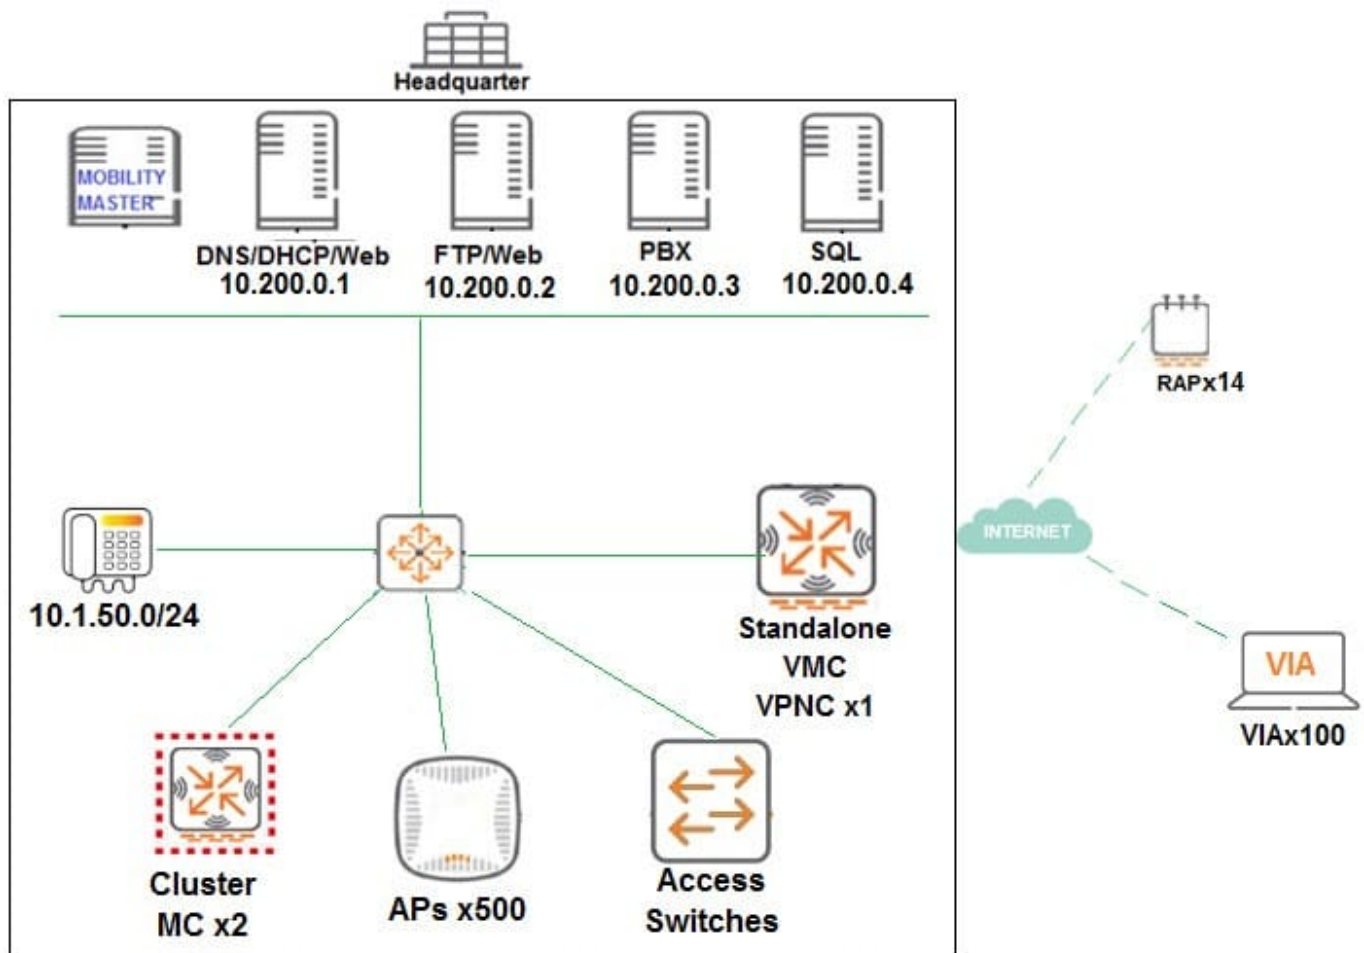 Headquarter
MOBILITY
MASTER
DNS/DHCP/Web
10.200.0.1
FTP/Web
10.200.0.2
PBX
10.200.0.3
SQL
10.200.0.4
RAPx14
INTERNET
10.1.50.0/24
Standalone
VMC
VPNC x1
VIA
VIAx100
Cluster
MC x2
APs x500
Access
Switches